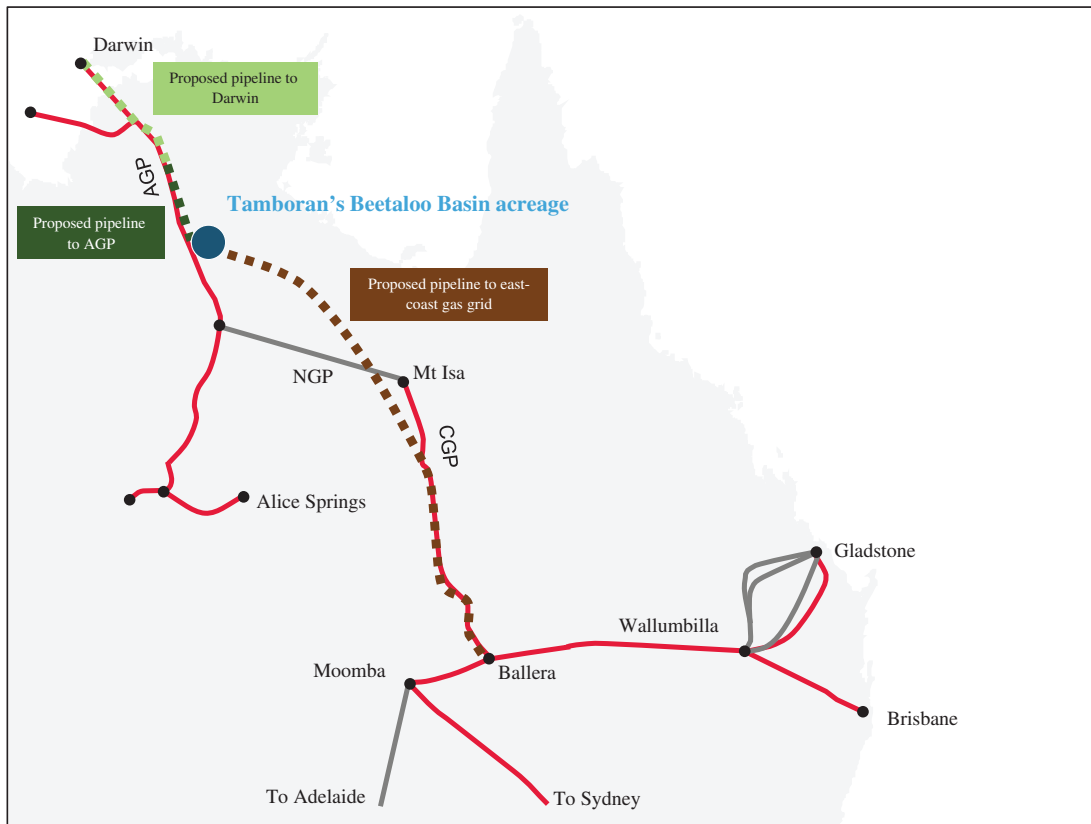 Darwin
Proposed pipeline to
Darwin
AGP
Tamboran's Beetaloo Basin acreage
Proposed pipeline
to AGP
Proposed pipeline to east-
coast gas grid
NGP
Mt Isa
CGP
Alice Springs
Gladstone
Wallumbilla
Moomba
Ballera
Brisbane
To Adelaide
To Sydney